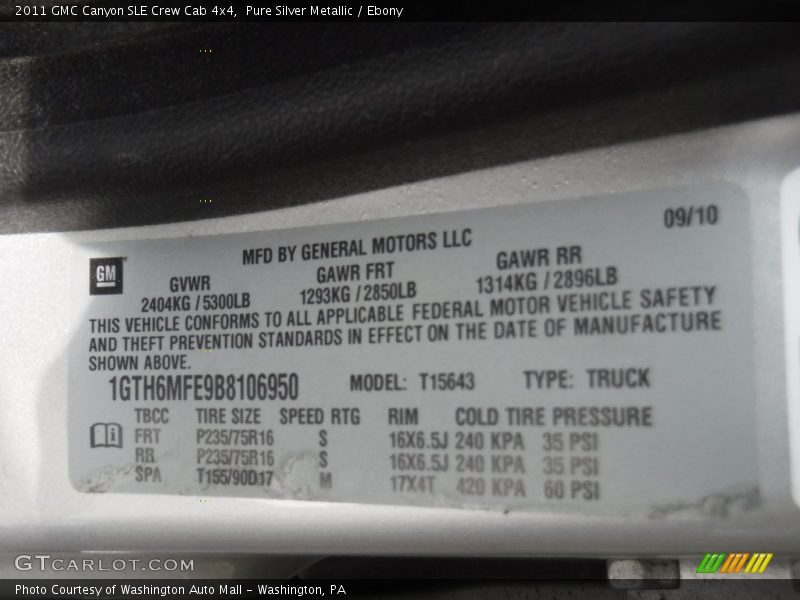 2011 GMC Canyon SLE Crew Cab 4x4,  Pure Silver Metallic / Ebony
09/10
MFD BY GENERAL MOTORS LLC
GM
GVWR GAWR FRT GAWR RR
2404KG / 5300LB 1293KG / 2850LB 1314KG / 2896LB
THIS VEHICLE CONFORMS TO ALL APPLICABLE FEDERAL MOTOR VEHICLE SAFETY
AND THEFT PREVENTION STANDARDS IN EFFECT ON THE DATE OF MANUFACTURE
SHOWN ABOVE.
1GTH6MFE9B8106950 MODEL: T15643 TYPE: TRUCK
TBCC TIRE SIZE SPEED RTG RIM COLD TIRE PRESSURE
FRT P235/75R16 S 16X6.5J 240 KPA 35 PSI
RR P235/75R16 S 16X6.5J 240 KPA 35 PSI
SPA T155/90D17 M 17X4T 420 KPA 60 PSI
GTCARLOT.COM
Photo Courtesy of Washington Auto Mall - Washington, PA